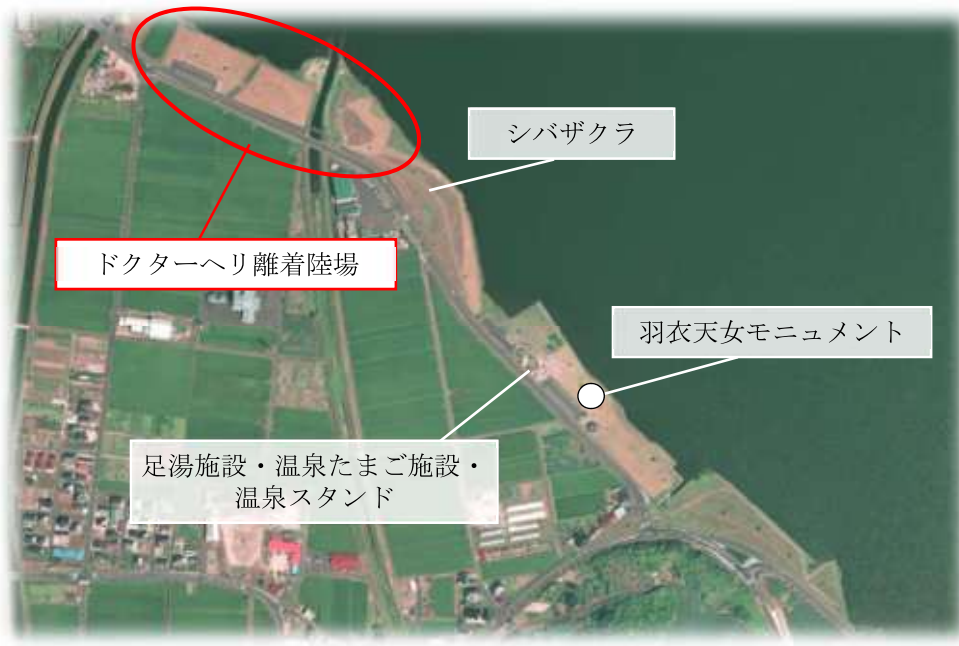 シバザクラ
ドクターヘリ離着陸場
羽衣天女モニュメント
足湯施設・温泉たまご施設・
温泉スタンド